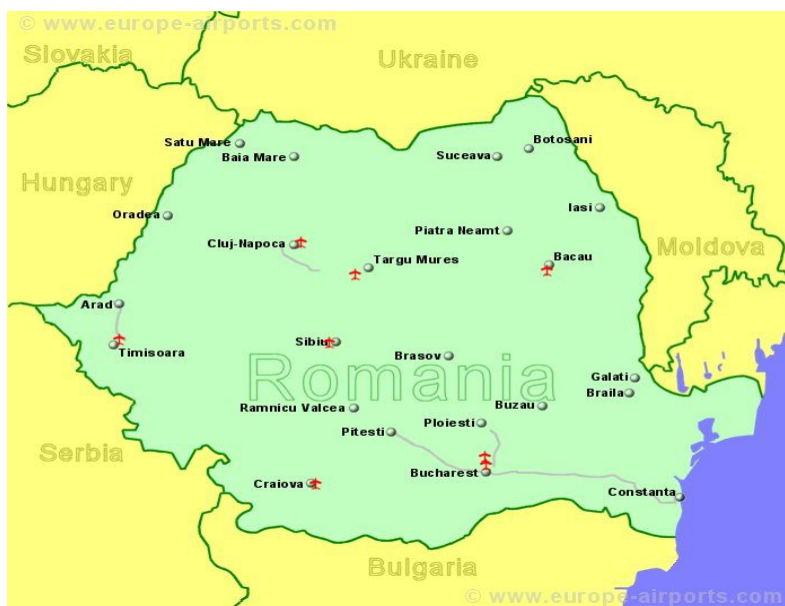 © www.europe-airports.com
Slovakia
Ukraine
Satu Mare
Baia Mare
Suceava
Botosani
Hungary
Oradea
Iasi
Cluj-Napoca
Piatra Neamt
Moldova
Targu Mures
Bacau
Arad
Timisoara
Sibiu
Brasov
Romania
Galati
Braila
Ramnicu Valcea
Buzau
Ploiesti
Pitesti
Serbia
Bucharest
Craiova
Constanta
Bulgaria
© www.europe-airports.com